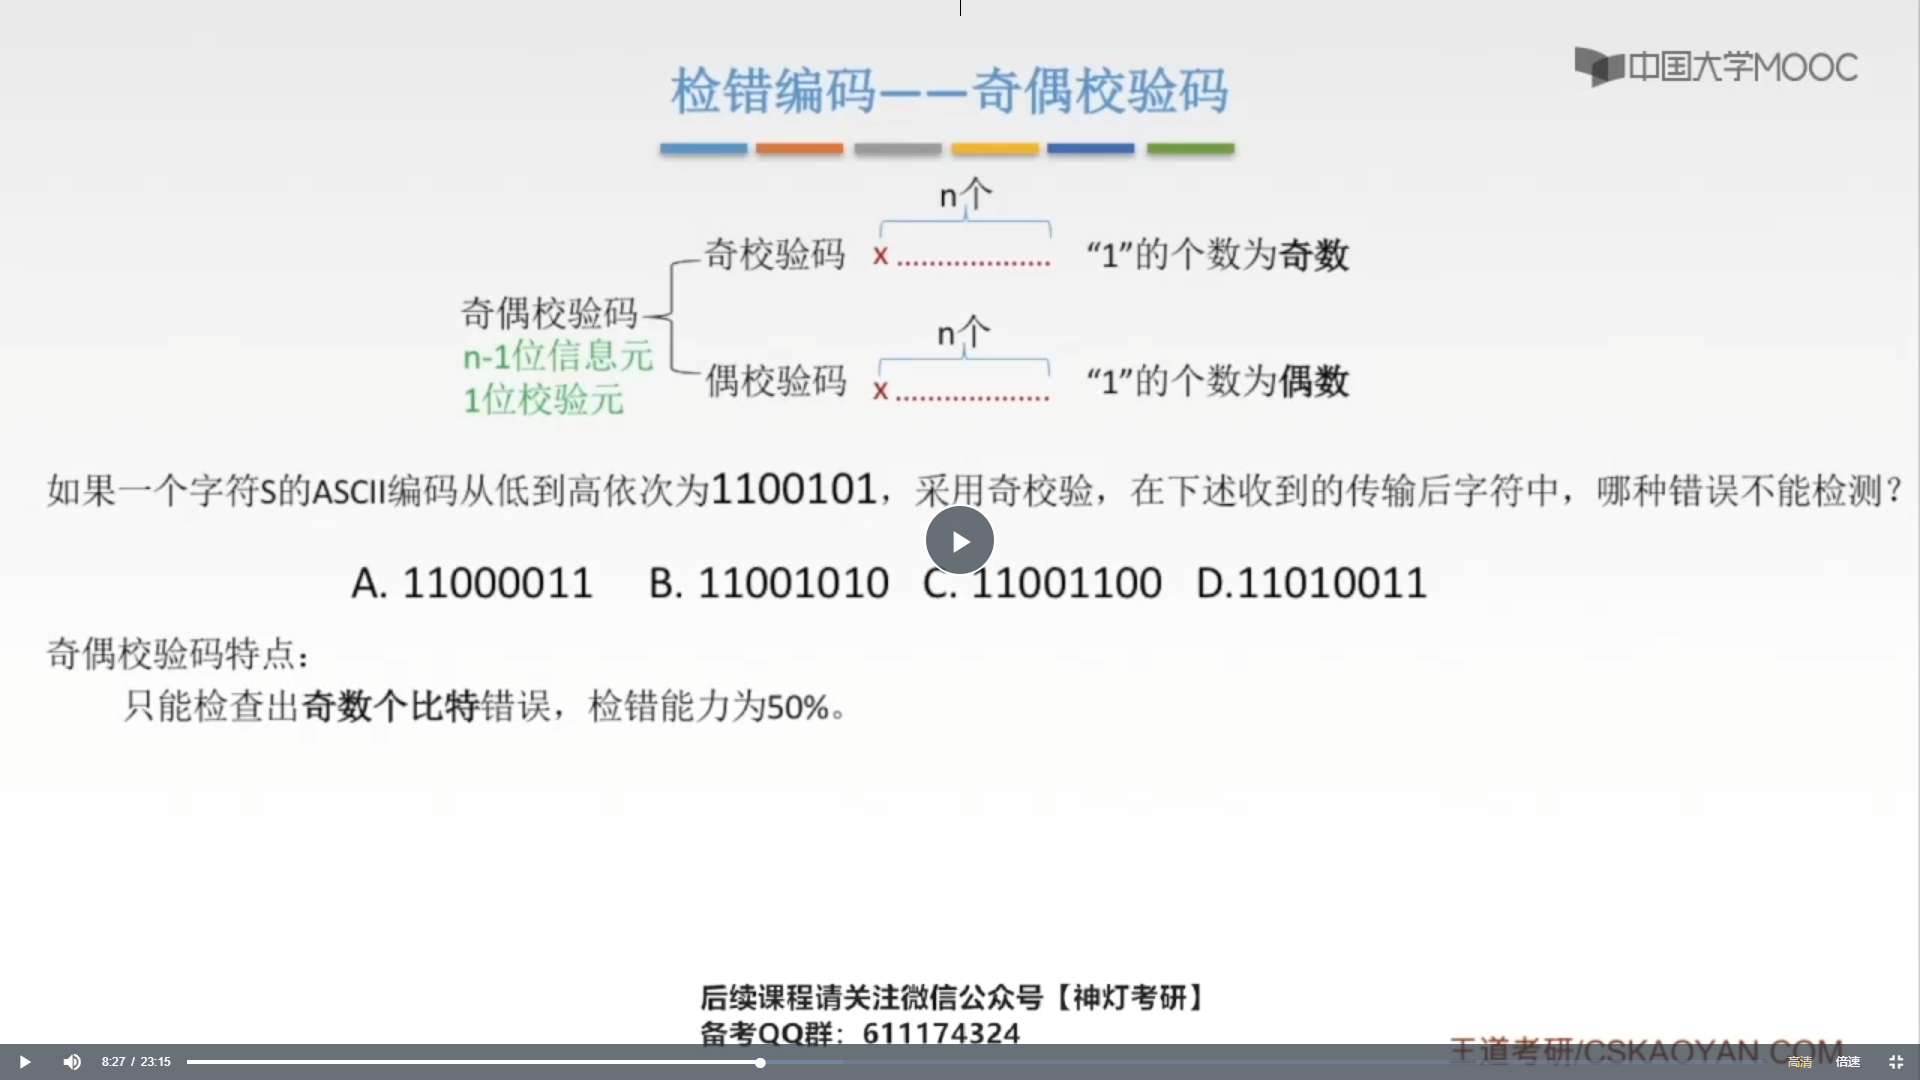 中国大学MOOC
检错编码——奇偶校验码
n个
奇校验码 x ................... “1”的个数为奇数
奇偶校验码
n-1位信息元
1位校验元
n个
偶校验码 x ................... “1”的个数为偶数
如果一个字符S的ASCII编码从低到高依次为1100101，采用奇校验，在下述收到的传输后字符中，哪种错误不能检测？
A. 11000011 B. 11001010 C. 11001100 D.11010011
奇偶校验码特点：
只能检查出奇数个比特错误，检错能力为50%。
后续课程请关注微信公众号【神灯考研】
备考QQ群：611174324
王道考研/CSKAOYAN.COM
8:27 / 23:15 高清 倍速